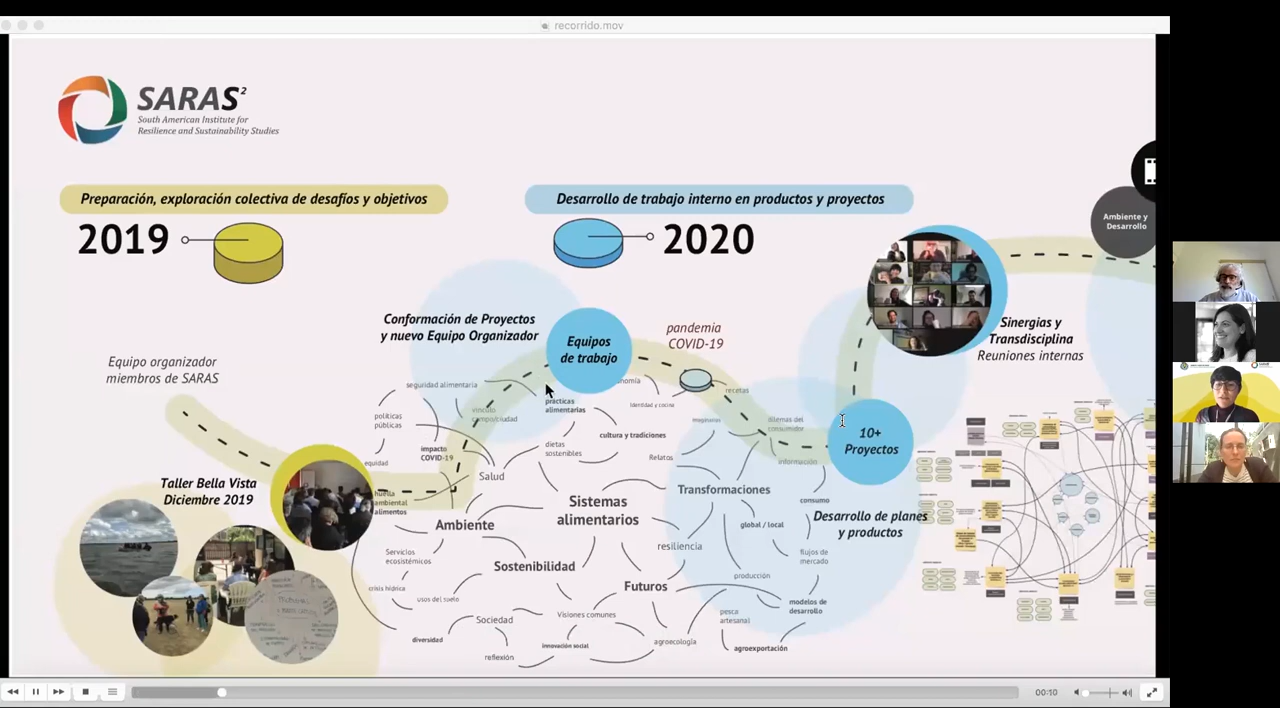 recorrido.mov
SARAS²
South American Institute for
Resilience and Sustainability Studies
Preparación, exploración colectiva de desafíos y objetivos
Desarrollo de trabajo interno en productos y proyectos
2019
2020
Ambiente y
Desarrollo
Conformación de Proyectos
y nuevo Equipo Organizador
Equipos
de trabajo
pandemia
COVID-19
Sinergias y
Transdisciplina
Reuniones internas
Equipo organizador
miembros de SARAS
seguridad alimentaria
recetas
Identidad y cocina
políticas
públicas
vínculo
campo/ciudad
prácticas
alimentarias
dilemas del
consumidor
cultura y tradiciones
10+
Proyectos
impacto
COVID-19
dietas
sostenibles
Relatos
información
equidad
Salud
Taller Bella Vista
Diciembre 2019
huella
ambiental
alimentos
Sistemas
alimentarios
Transformaciones
consumo
Ambiente
global / local
Desarrollo de planes
y productos
Servicios
ecosistémicos
resiliencia
flujos de
mercado
Sostenibilidad
producción
crisis hídrica
usos del suelo
Futuros
modelos de
desarrollo
Sociedad
Visiones comunes
pesca
artesanal
diversidad
innovación social
agroecología
agroexportación
reflexión
00:10